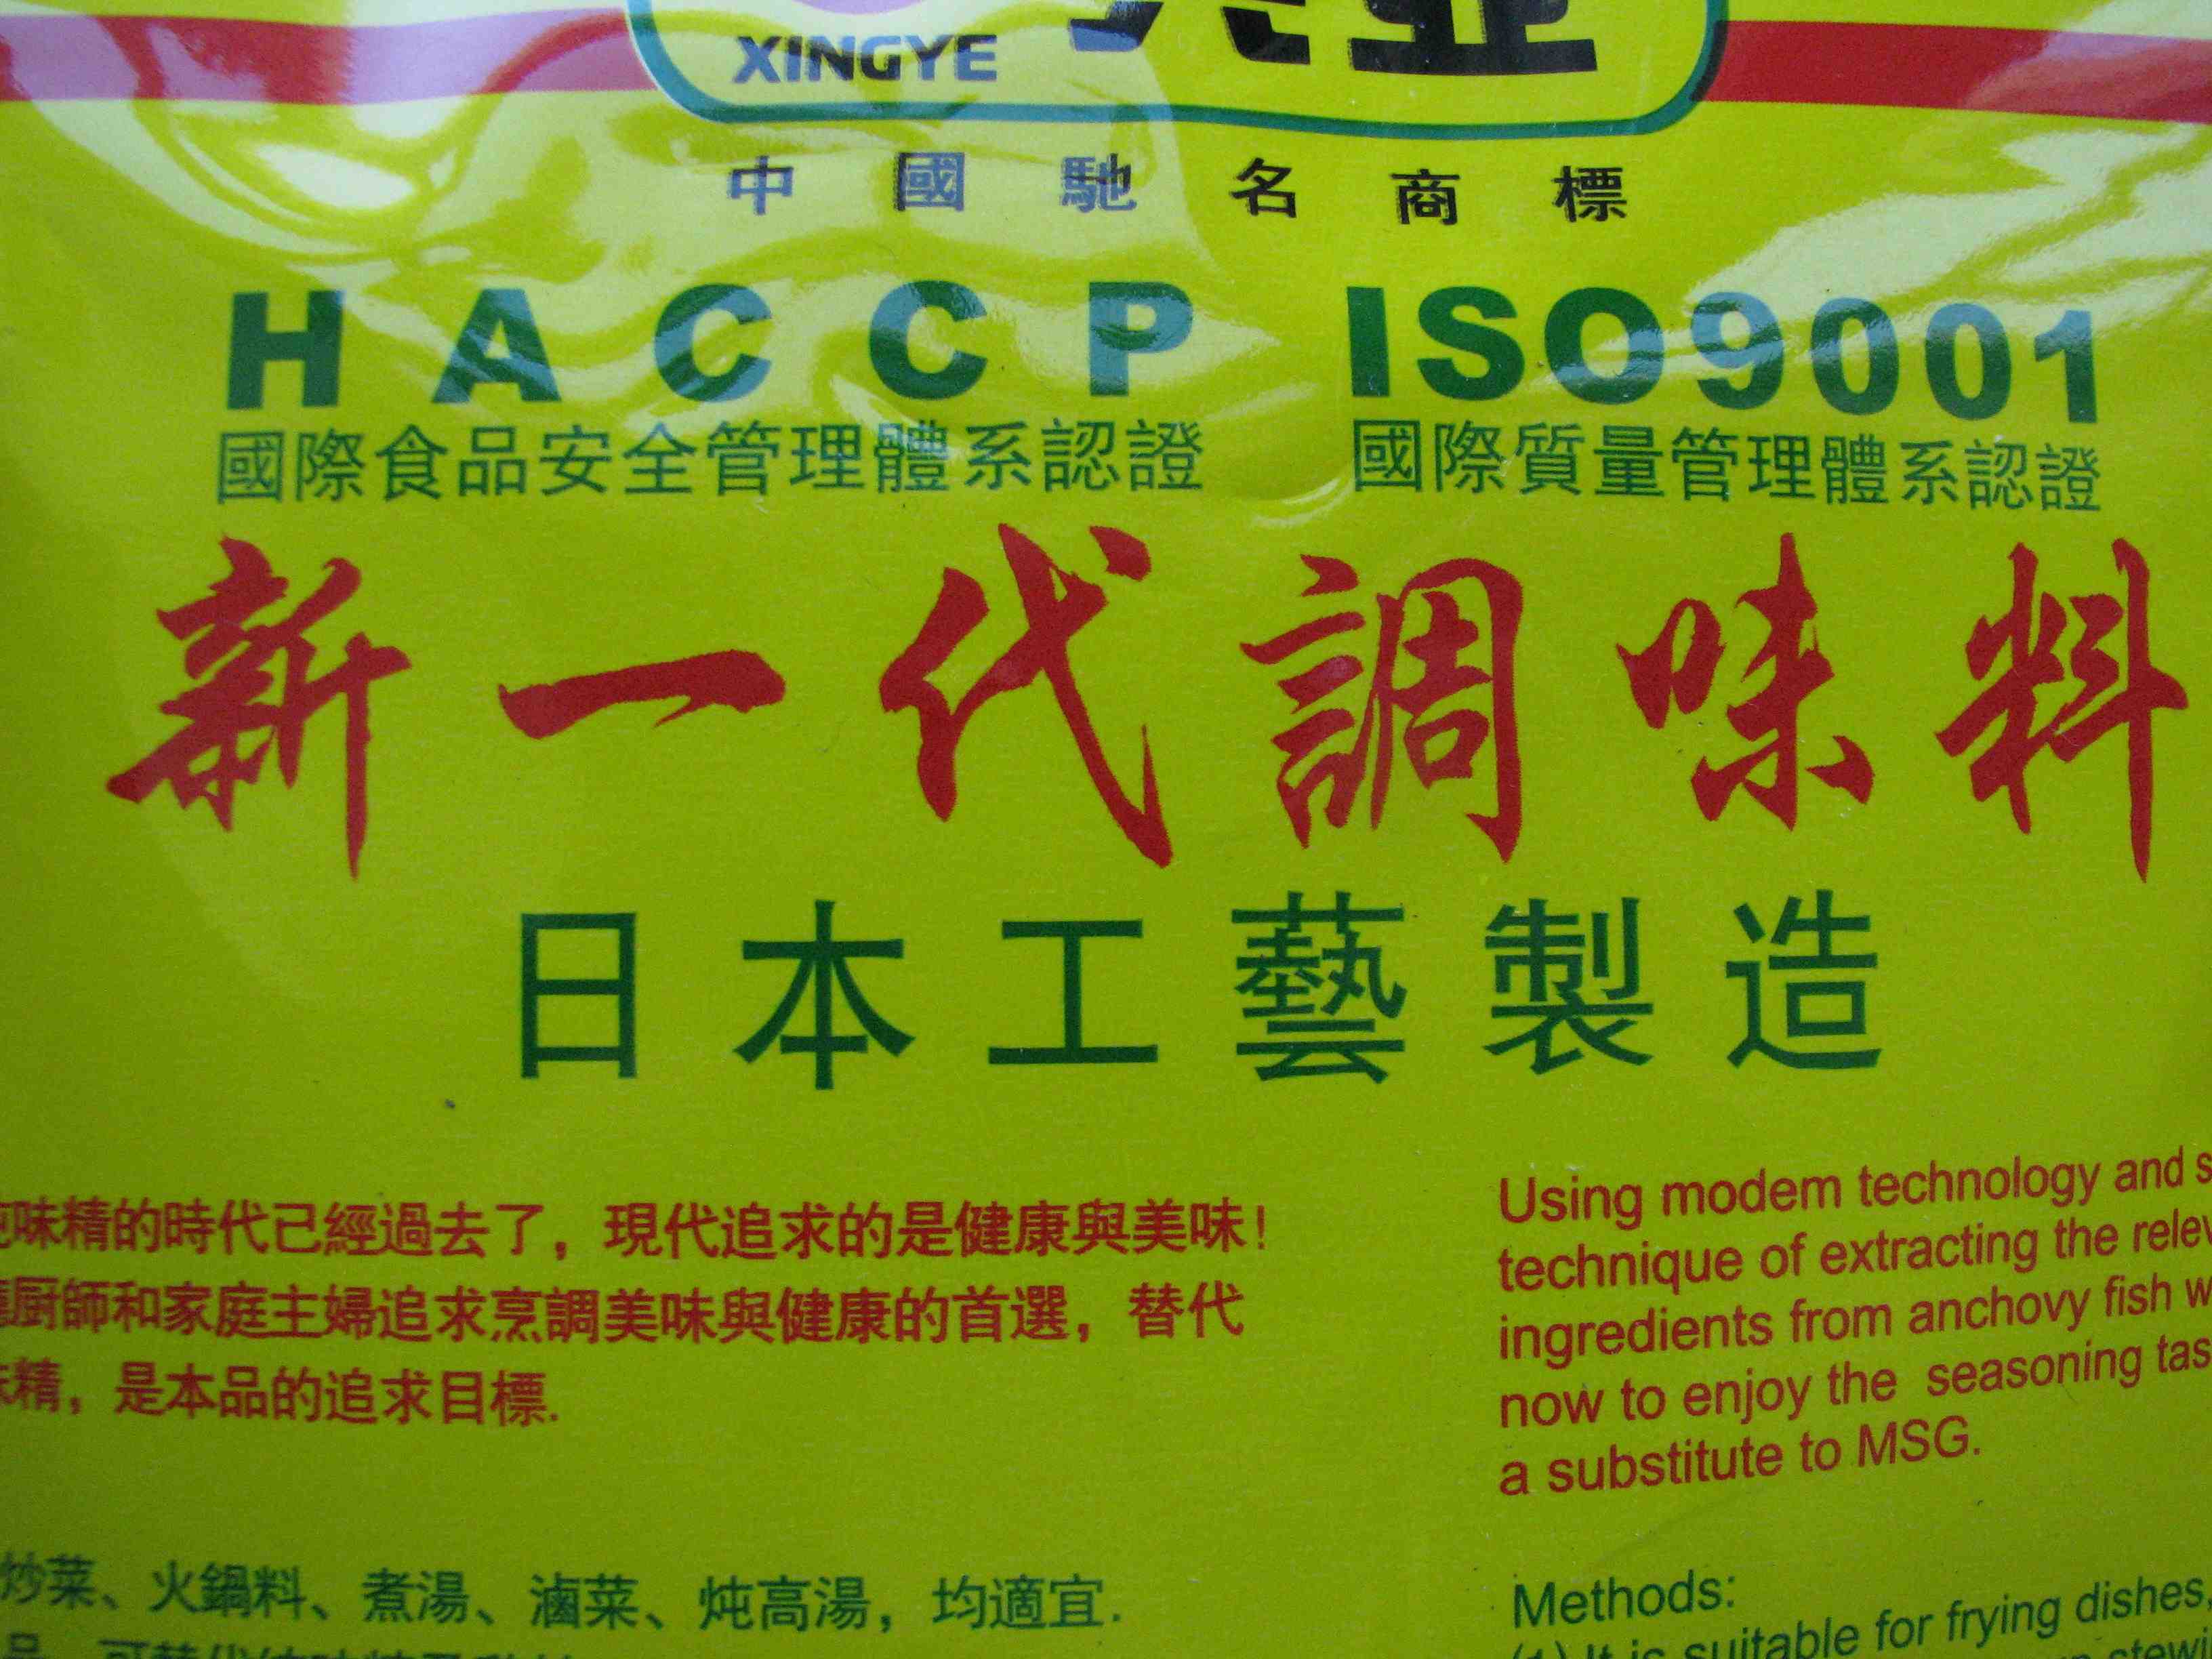 XINGYE
中國馳名商標
HACCP ISO9001
國際食品安全管理體系認證 國際質量管理體系認證
新一代調味料
日本工藝製造
味精的時代已經過去了，現代追求的是健康與美味!
厨師和家庭主婦追求烹調美味與健康的首選，替代
精，是本品的追求目標.
炒菜、火鍋料、煮湯、滷菜、炖高湯，均適宜.
Using modem technology and
technique of extracting the
ingredients from anchovy fish
now to enjoy the seasoning
a substitute to MSG.
Methods:
(1) It is suitable for frying dishes,